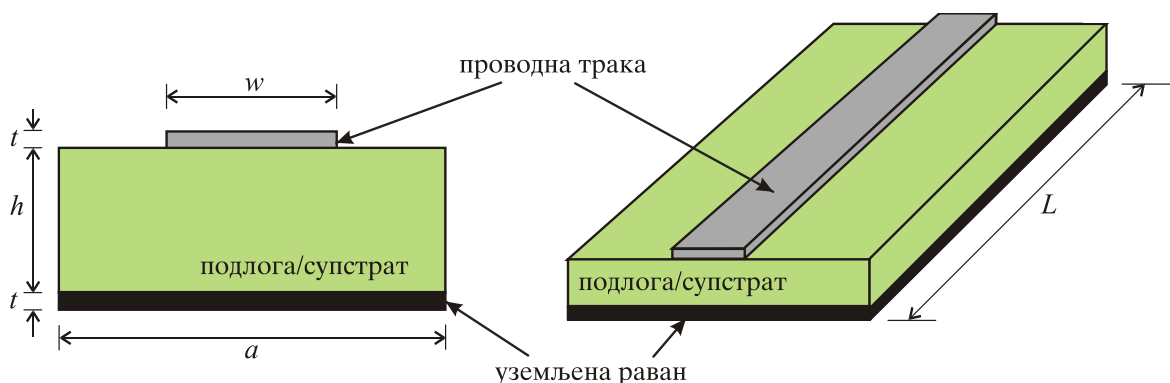 проводна трака
w
t
h
подлога/супстрат
t
a
L
подлога/супстрат
уземљена раван